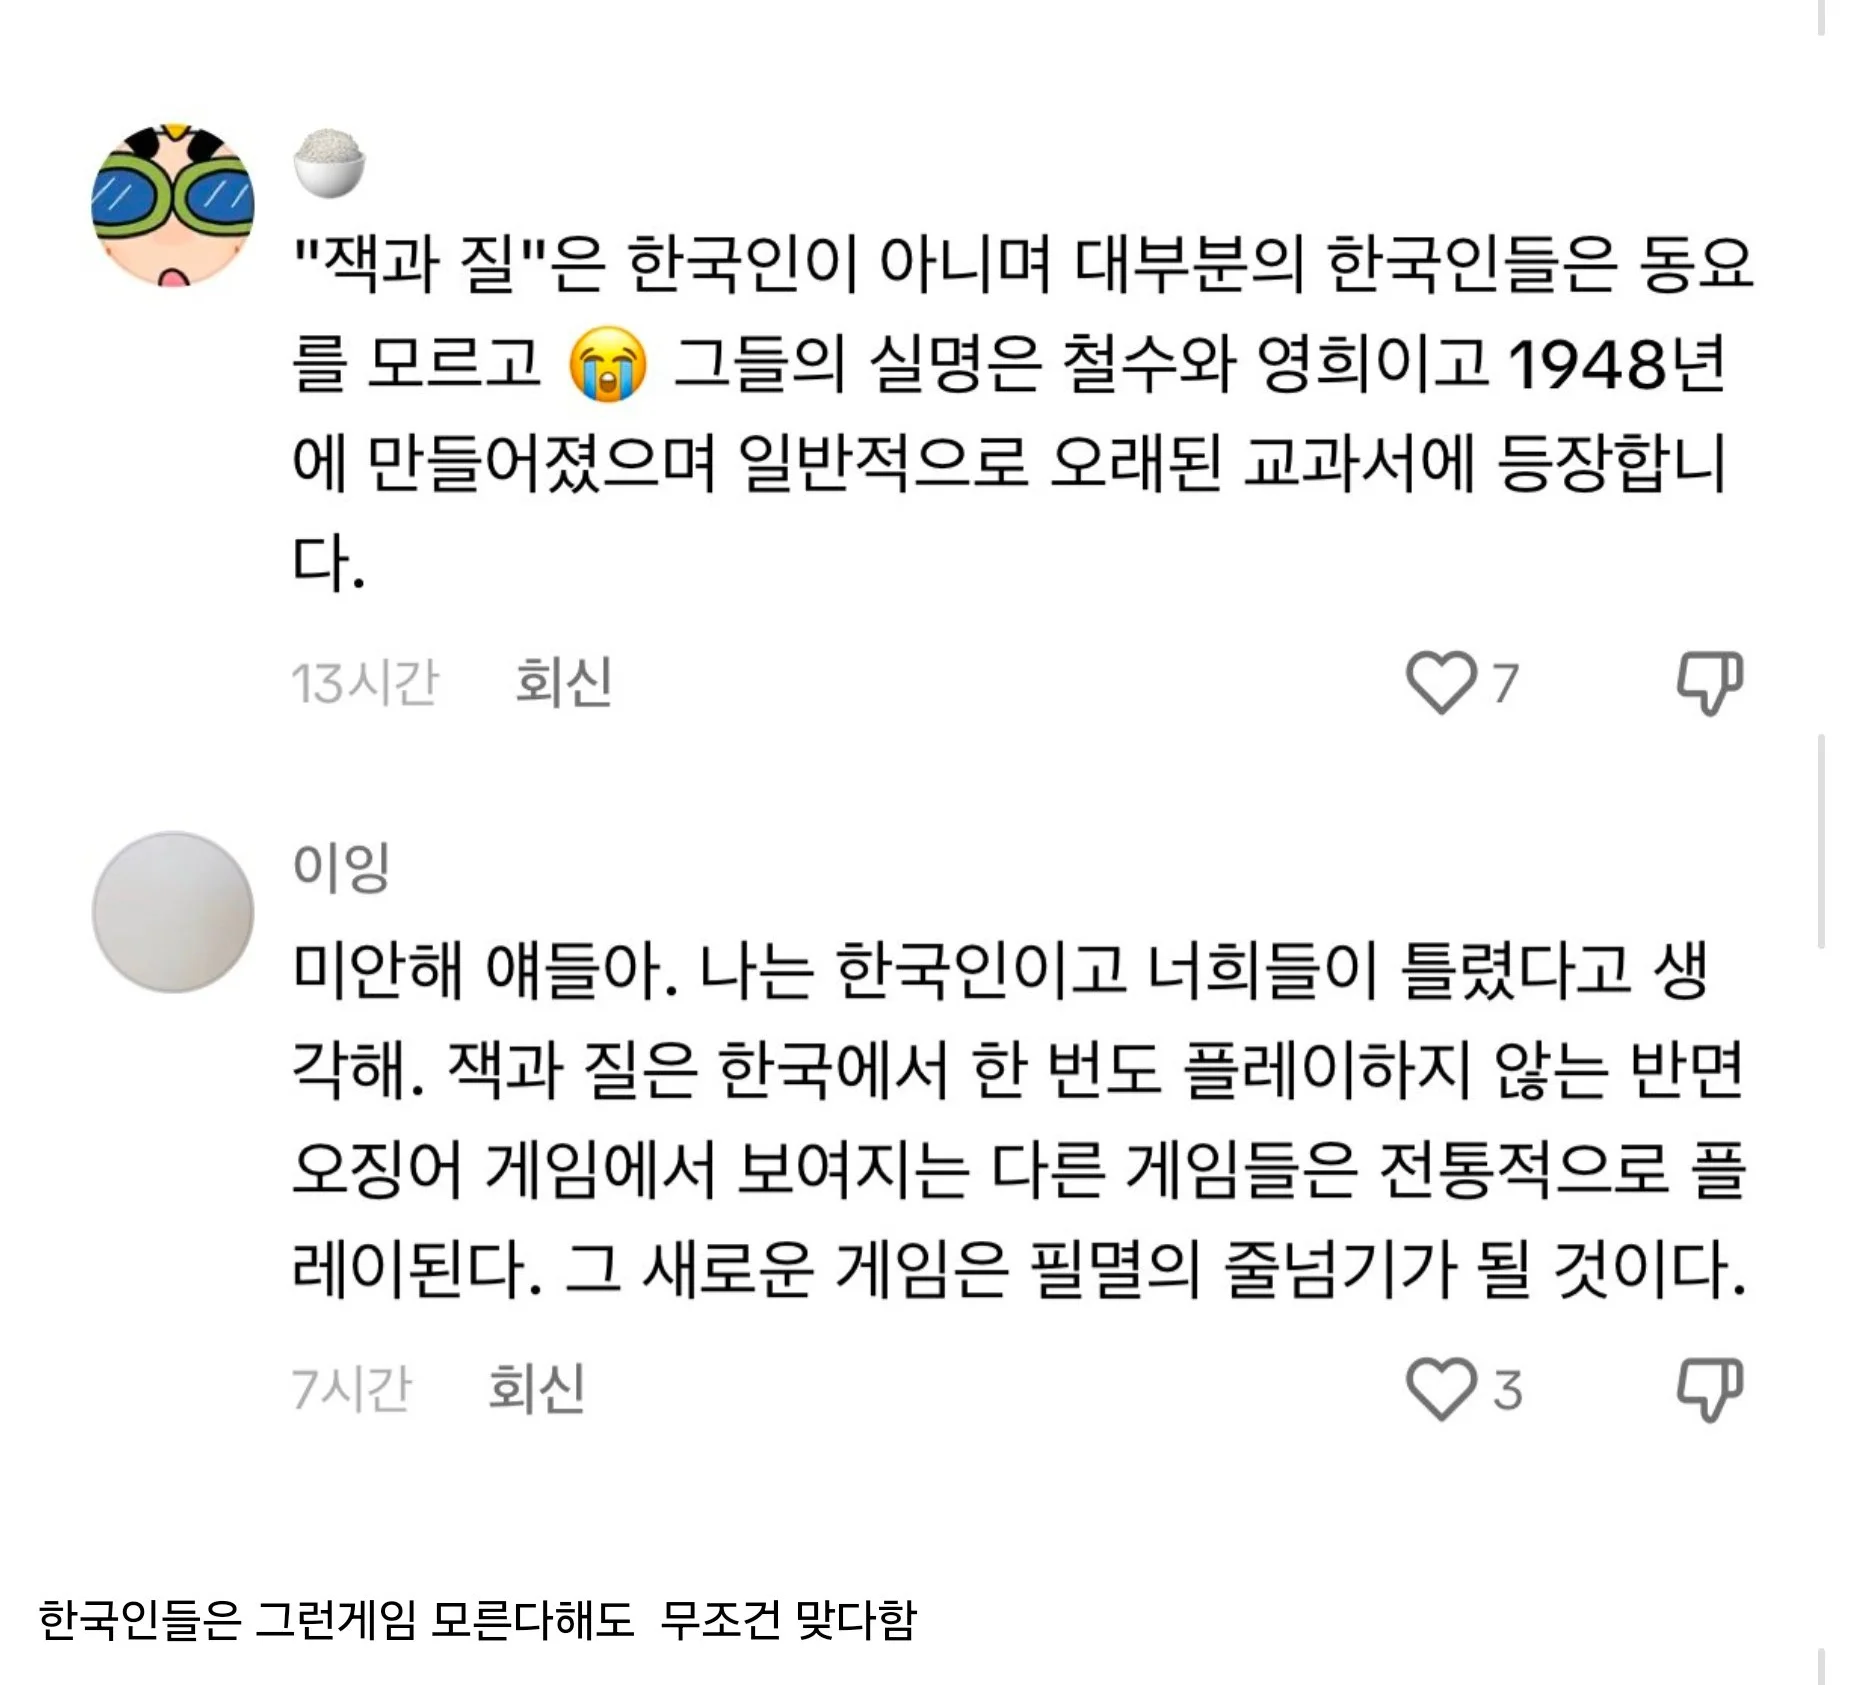 🍚
"잭과 질"은 한국인이 아니며 대부분의 한국인들은 동요
를 모르고 😭 그들의 실명은 철수와 영희이고 1948년
에 만들어졌으며 일반적으로 오래된 교과서에 등장합니
다.
13시간 회신 7
이잉
미안해 얘들아. 나는 한국인이고 너희들이 틀렸다고 생
각해. 잭과 질은 한국에서 한 번도 플레이하지 않는 반면
오징어 게임에서 보여지는 다른 게임들은 전통적으로 플
레이된다. 그 새로운 게임은 필멸의 줄넘기가 될 것이다.
7시간 회신 3
한국인들은 그런게임 모른다해도 무조건 맞다함